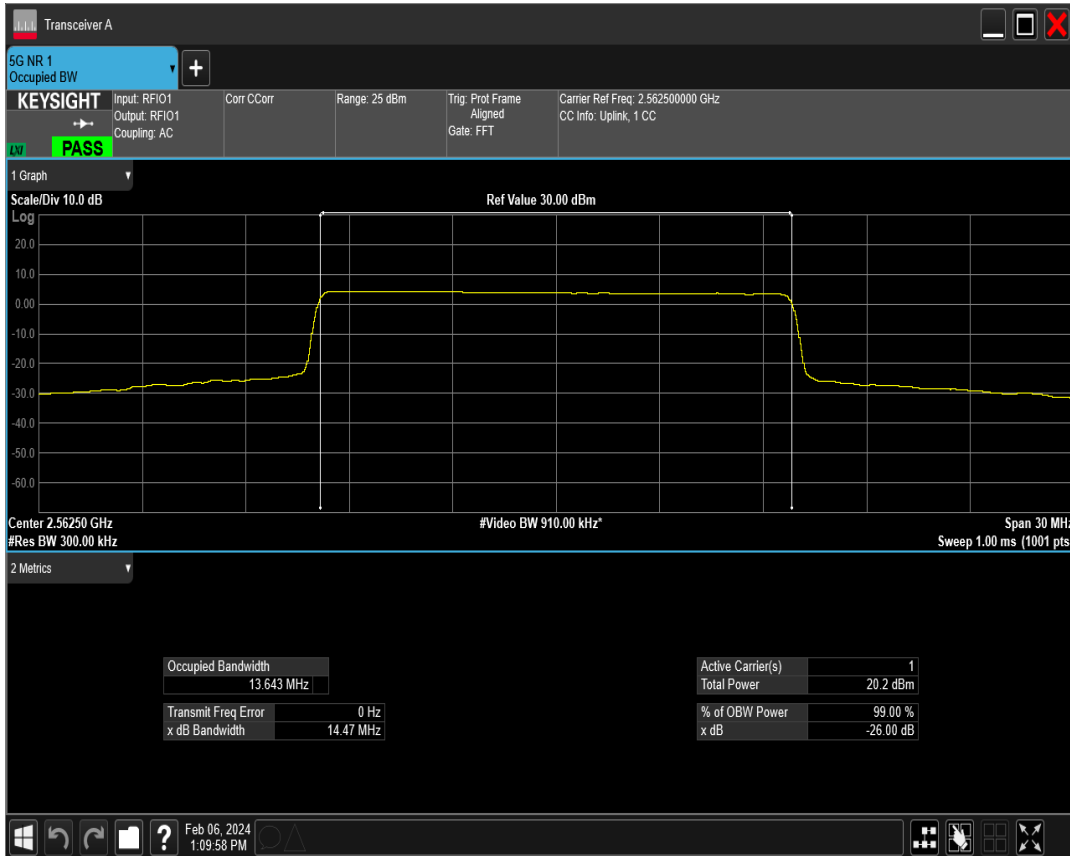 Transceiver A
5G NR 1
Occupied BW
KEYSIGHT
LXI
PASS
Input: RFIO1
Output: RFIO1
Coupling: AC
Corr CCorr
Range: 25 dBm
Trig: Prot Frame
Aligned
Gate: FFT
Carrier Ref Freq: 2.562500000 GHz
CC Info: Uplink, 1 CC
1 Graph
Scale/Div 10.0 dB
Ref Value 30.00 dBm
Log
20.0
10.0
0.00
-10.0
-20.0
-30.0
-40.0
-50.0
-60.0
Center 2.56250 GHz
#Video BW 910.00 kHz*
Span 30 MHz
#Res BW 300.00 kHz
Sweep 1.00 ms (1001 pts
2 Metrics
Occupied Bandwidth
13.643 MHz
Transmit Freq Error 0 Hz
x dB Bandwidth 14.47 MHz
Active Carrier(s) 1
Total Power 20.2 dBm
% of OBW Power 99.00 %
x dB -26.00 dB
?
Feb 06, 2024
1:09:58 PM